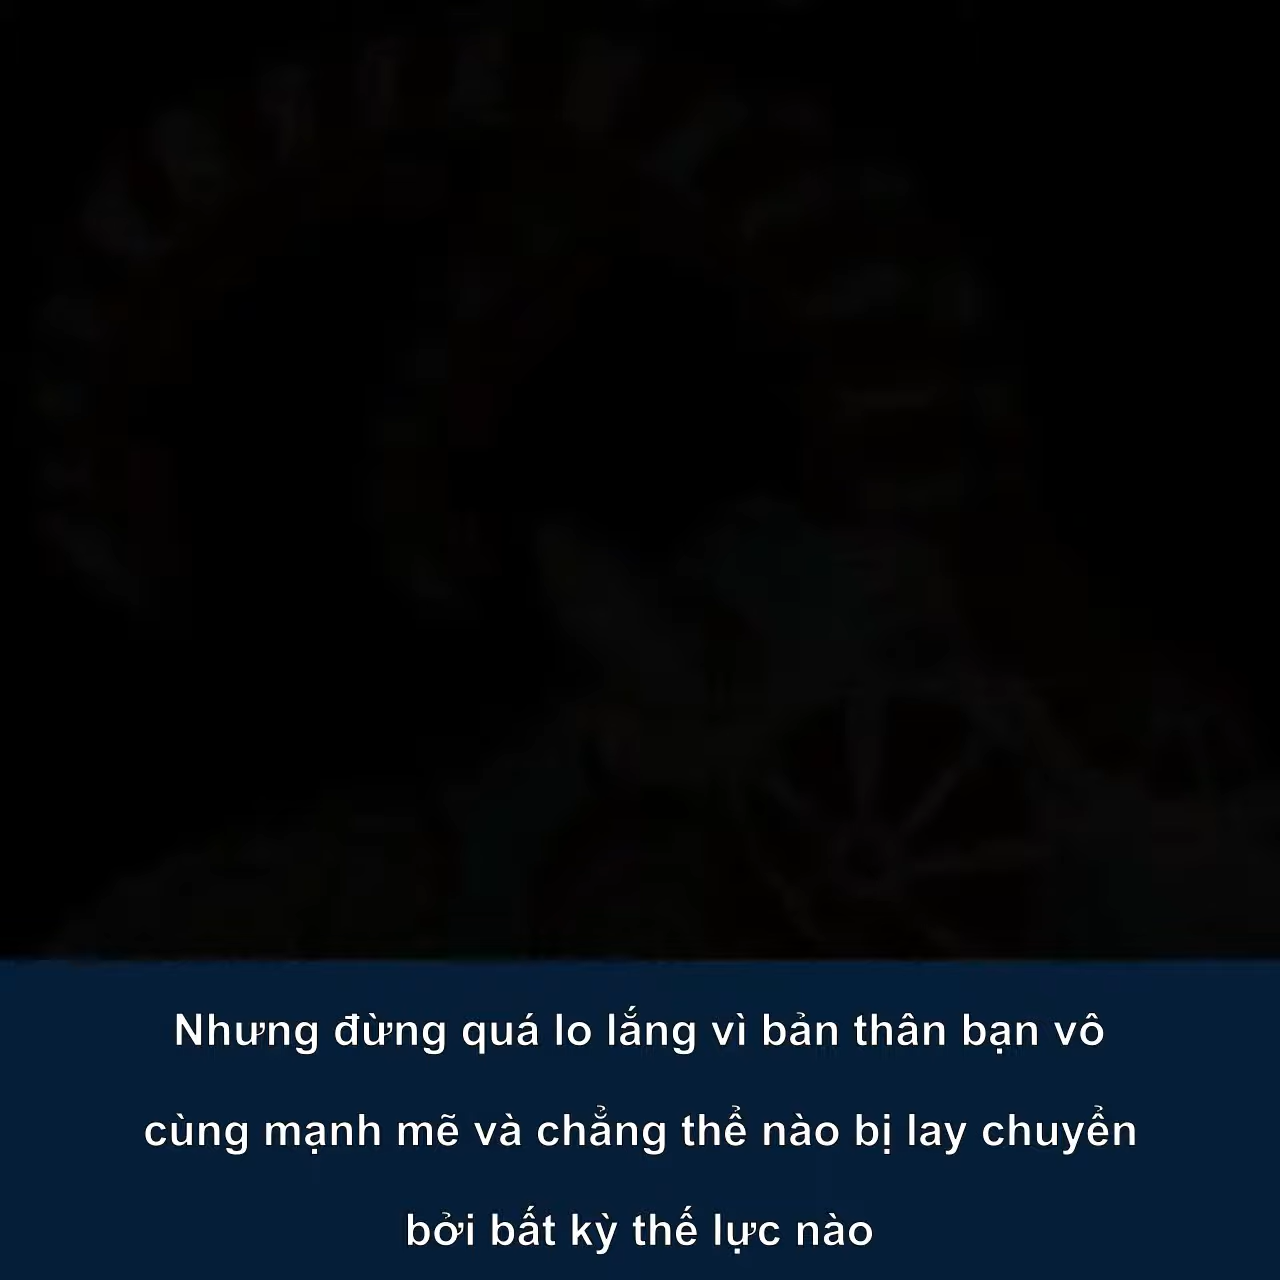 Nhưng đừng quá lo lắng vì bản thân bạn vô
cùng mạnh mẽ và chẳng thể nào bị lay chuyển
bởi bất kỳ thế lực nào